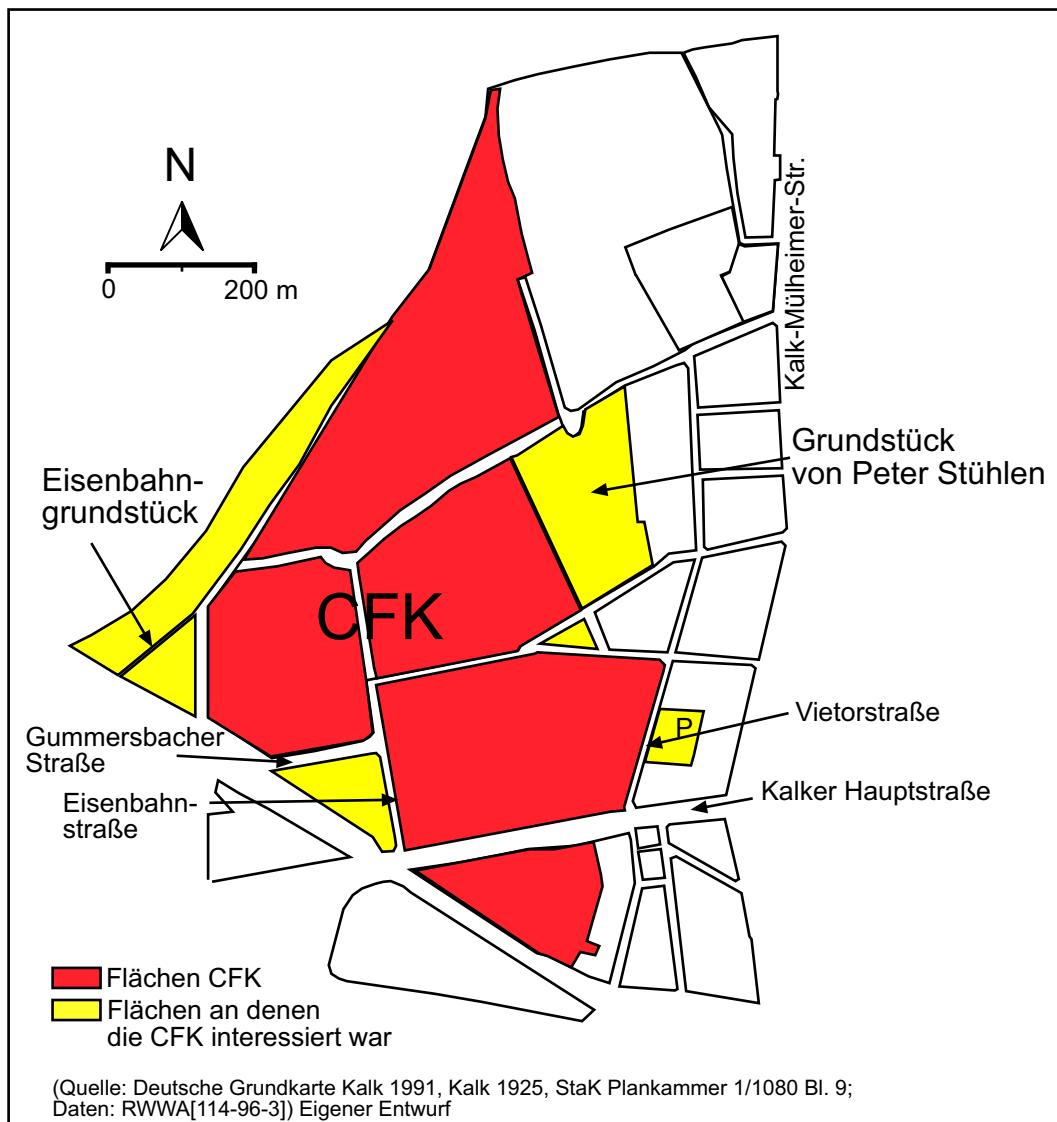 N
0 200 m
Kalk-Mülheimer-Str.
Grundstück
von Peter Stühlen
Eisenbahn-
grundstück
CFK
P
Vietorstraße
Gummersbacher
Straße
Eisenbahn-
straße
Kalker Hauptstraße
Flächen CFK
Flächen an denen
die CFK interessiert war
(Quelle: Deutsche Grundkarte Kalk 1991, Kalk 1925, StaK Plankammer 1/1080 Bl. 9;
Daten: RWWA[114-96-3]) Eigener Entwurf